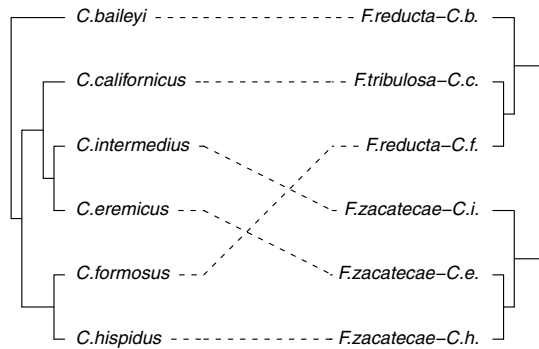 C.baileyi F.reducta−C.b.
C.californicus F.tribulosa−C.c.
C.intermedius F.reducta−C.f.
C.eremicus F.zacatecae−C.i.
C.formosus F.zacatecae−C.e.
C.hispidus F.zacatecae−C.h.